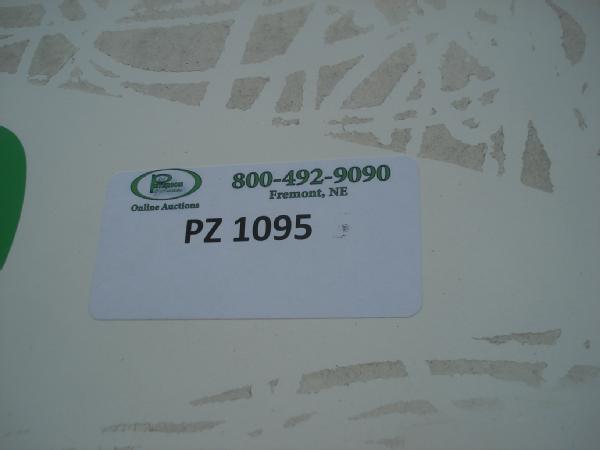 800-492-9090
Fremont, NE
Online Auctions
PZ 1095